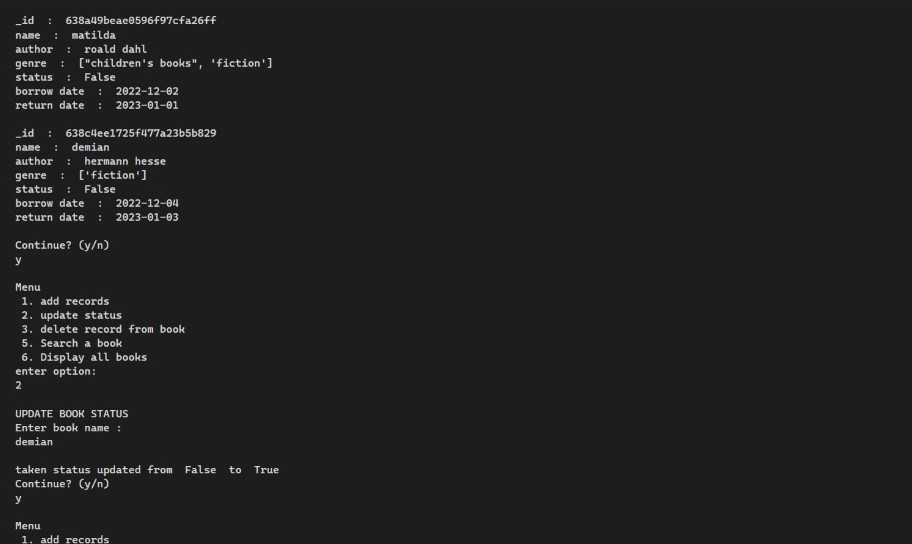 _id  :  638a49beae0596f97cfa26ff
name  :  matilda
author  :  roald dahl
genre  :  ["children's books", 'fiction']
status  :  False
borrow date  :  2022-12-02
return date  :  2023-01-01
_id  :  638c4ee1725f477a23b5b829
name  :  demian
author  :  hermann hesse
genre  :  ['fiction']
status  :  False
borrow date  :  2022-12-04
return date  :  2023-01-03
Continue? (y/n)
y
Menu
1. add records
2. update status
3. delete record from book
5. Search a book
6. Display all books
enter option:
2
UPDATE BOOK STATUS
Enter book name :
demian
taken status updated from  False  to  True
Continue? (y/n)
y
Menu
1. add records